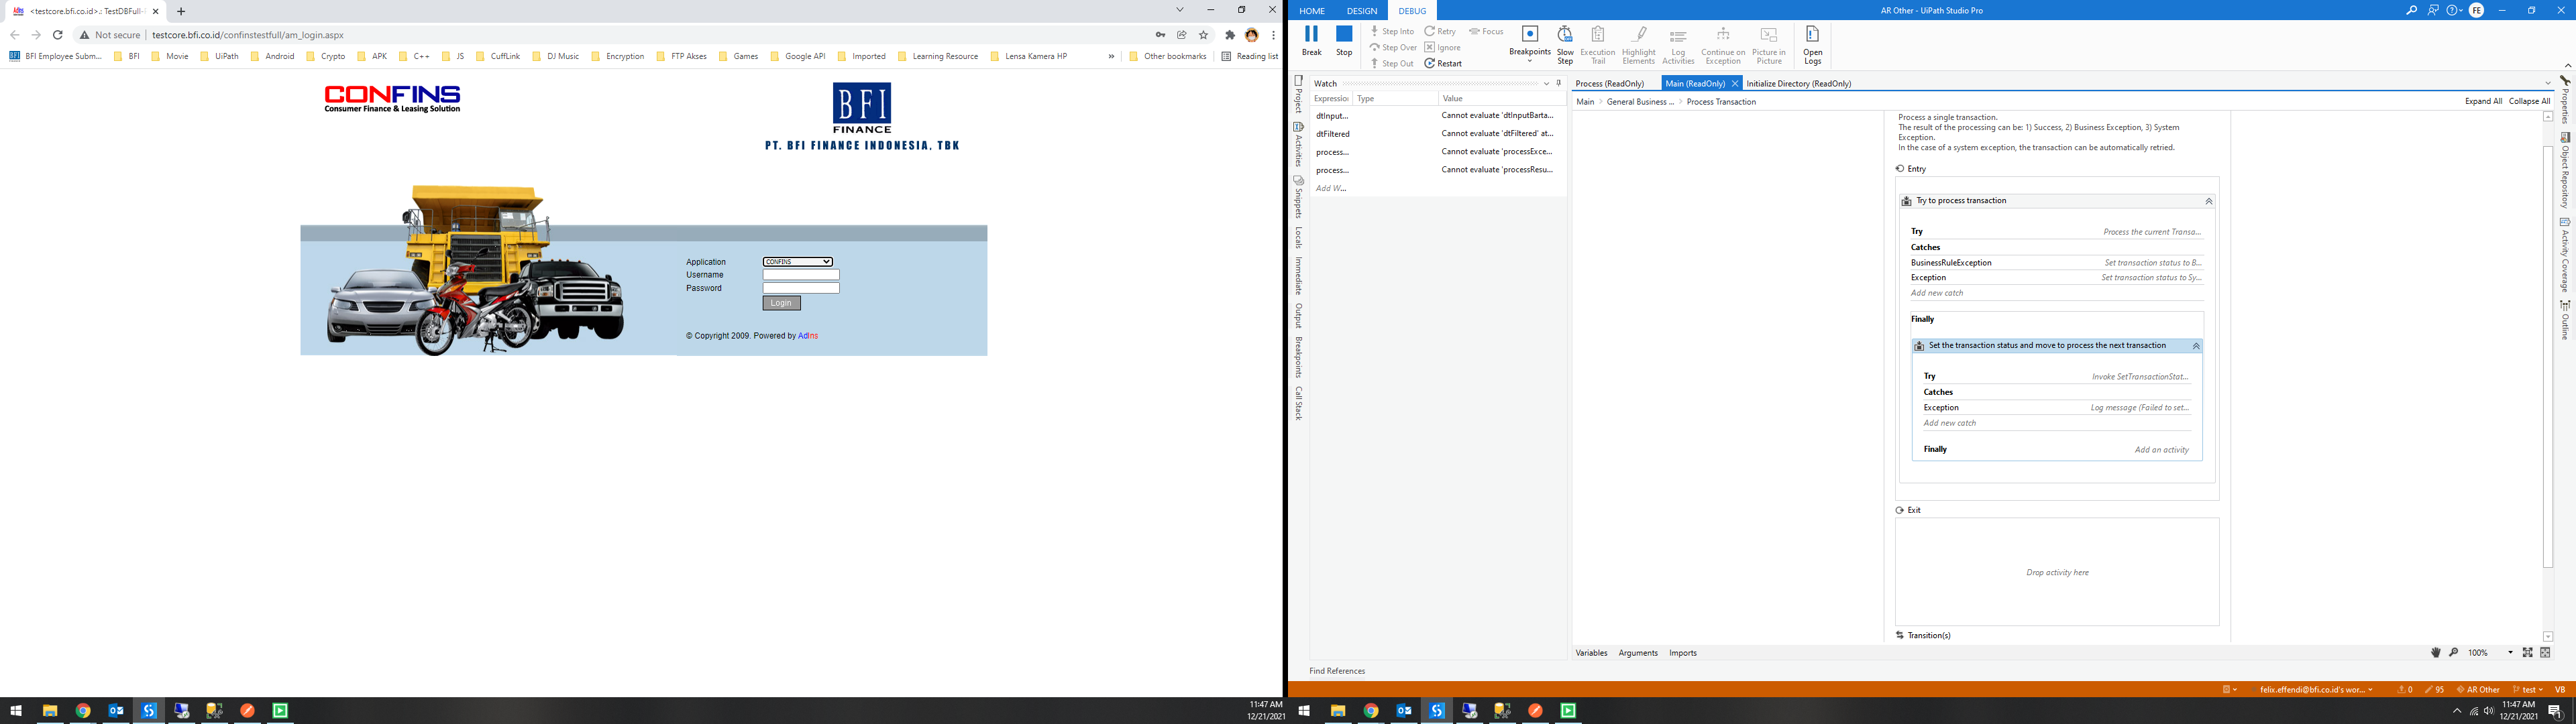 <testcore.bfi.co.id>.: TestDBFull-
Not secure testcore.bfi.co.id/confinstestfull/am_login.aspx
BFI Employee Subm... BFI Movie UiPath Android Crypto APK C++ JS CuffLink DJ Music Encryption FTP Akses Games Google API Imported Learning Resource Lensa Kamera HP » Other bookmarks Reading list
CONFINS
Consumer Finance & Leasing Solution
BFI
FINANCE
PT. BFI FINANCE INDONESIA, TBK
Application CONFINS
Username
Password
Login
© Copyright 2009. Powered by AdIns
11:47 AM
12/21/2021
HOME DESIGN DEBUG AR Other - UiPath Studio Pro FE
Break Stop
Step Into
Step Over
Step Out
Retry
Ignore
Restart
Focus
Breakpoints
Slow Step
Execution Trail
Highlight Elements
Log Activities
Continue on Exception
Picture in Picture
Open Logs
Project
Activities
Snippets
Locals
Immediate
Output
Breakpoints
Call Stack
Watch
Expression Type Value
dtInput... Cannot evaluate 'dtInputBarta...
dtFiltered Cannot evaluate 'dtFiltered' at...
process... Cannot evaluate 'processExce...
process... Cannot evaluate 'processResu...
Add W...
Find References
Process (ReadOnly) Main (ReadOnly) Initialize Directory (ReadOnly)
Main > General Business ... > Process Transaction Expand All Collapse All
Process a single transaction.
The result of the processing can be: 1) Success, 2) Business Exception, 3) System
Exception.
In the case of a system exception, the transaction can be automatically retried.
Entry
Try to process transaction
Try Process the current Transa...
Catches
BusinessRuleException Set transaction status to B...
Exception Set transaction status to Sy...
Add new catch
Finally
Set the transaction status and move to process the next transaction
Try Invoke SetTransactionStat...
Catches
Exception Log message (Failed to set...
Add new catch
Finally Add an activity
Exit
Drop activity here
Transition(s)
Variables Arguments Imports 100%
Properties
Object Repository
Activity Coverage
Outline
felix.effendi@bfi.co.id's wor... 0 95 AR Other test VB
11:47 AM
12/21/2021